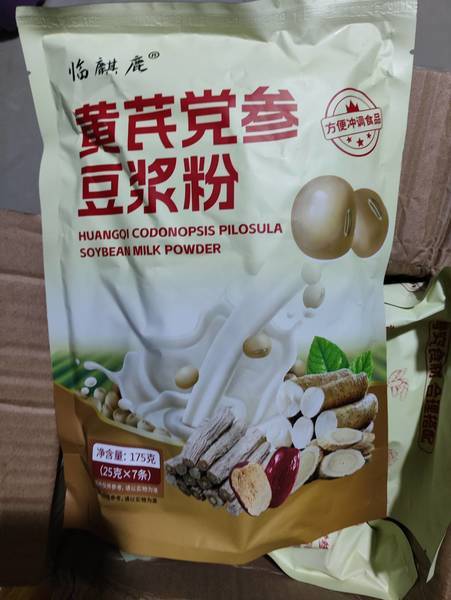 临麒鹿®
黄芪党参
豆浆粉
方便冲调食品
HUANGQI CODONOPSIS PILOSULA
SOYBEAN MILK POWDER
净含量：175克
（25克×7条）